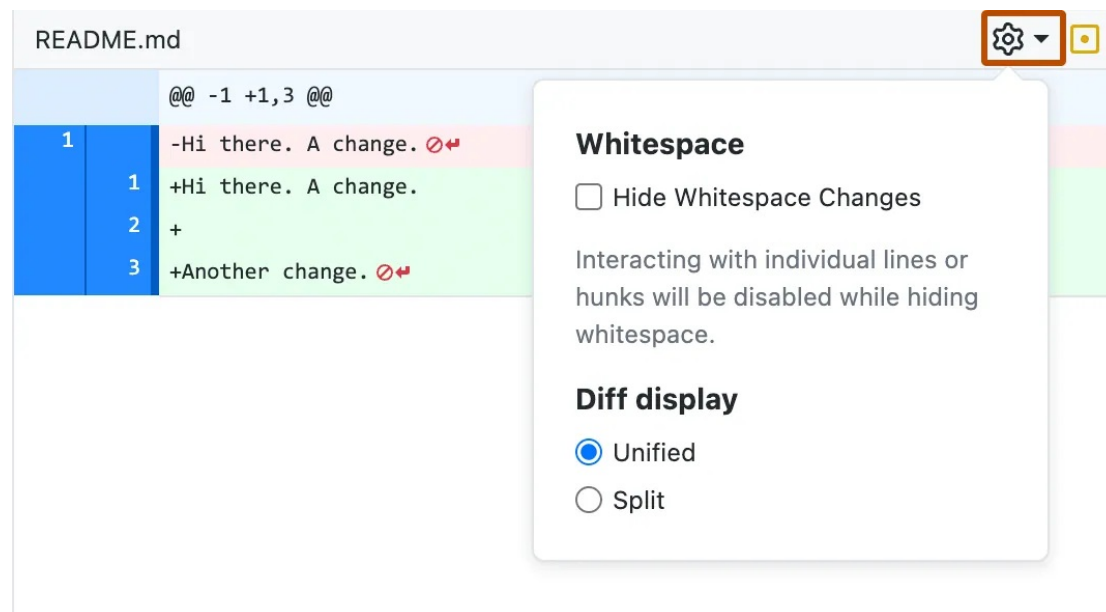 README.md
@@ -1 +1,3 @@
1 -Hi there. A change.
1 +Hi there. A change.
2 +
3 +Another change.
Whitespace
Hide Whitespace Changes
Interacting with individual lines or
hunks will be disabled while hiding
whitespace.
Diff display
Unified
Split